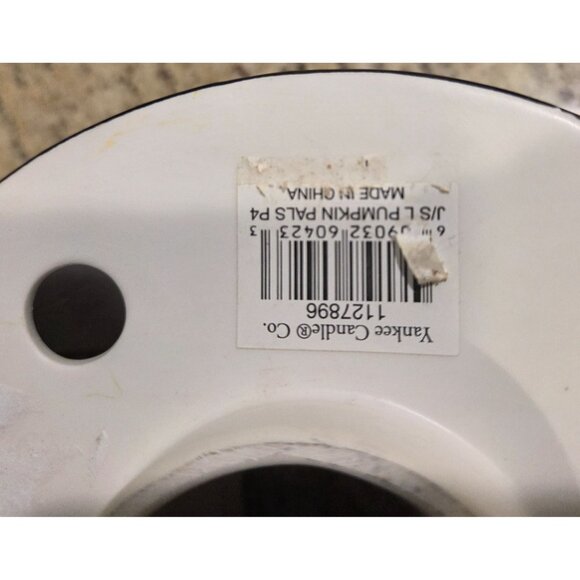 Yankee Candle® Co.
1127896
6 09032 60423 3
J/S L PUMPKIN PALS P4
MADE IN CHINA